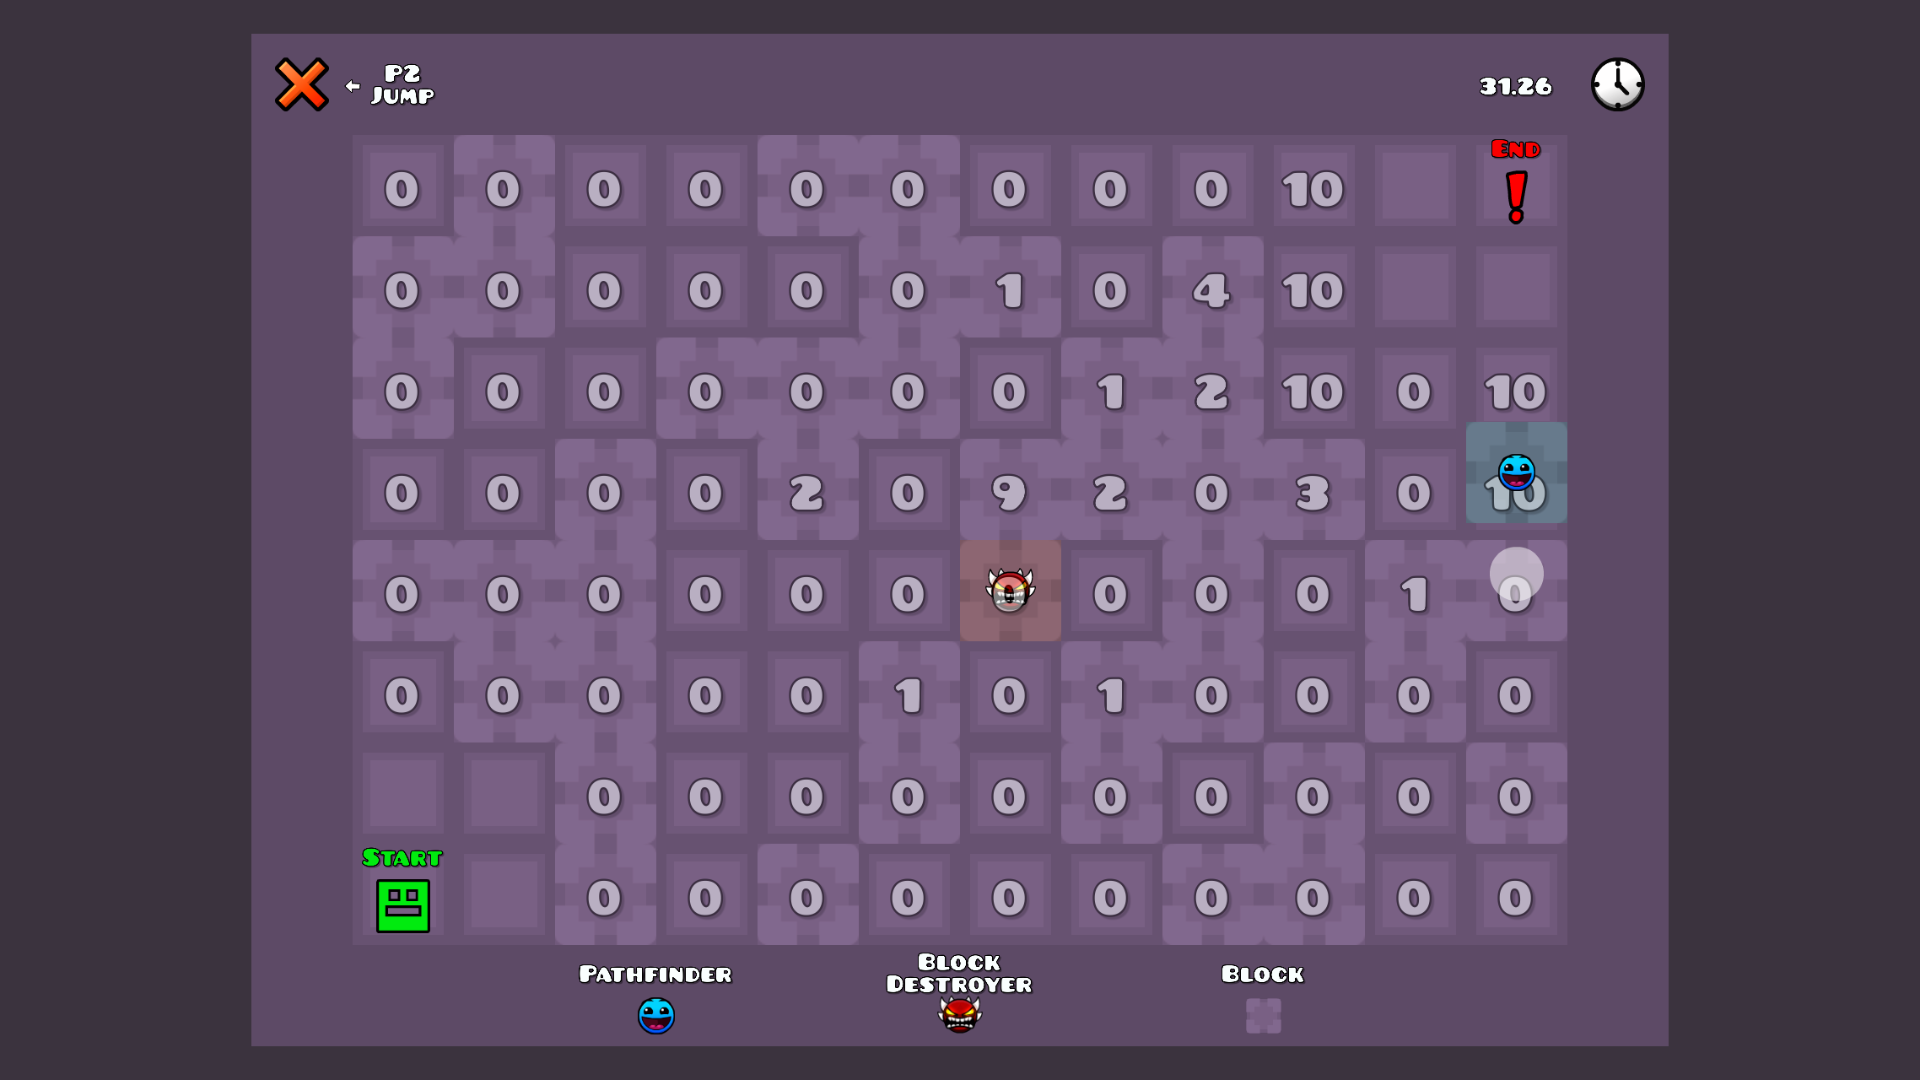 P2
JUMP
31.26
END
0 0 0 0 0 0 0 0 0 10
0 0 0 0 0 0 1 0 4 10
0 0 0 0 0 0 0 1 2 10 0 10
0 0 0 0 2 0 9 2 0 3 0 10
0 0 0 0 0 0 0 0 0 1 0
0 0 0 0 0 1 0 1 0 0 0 0
0 0 0 0 0 0 0 0 0 0
START
0 0 0 0 0 0 0 0 0 0
PATHFINDER
BLOCK
DESTROYER
BLOCK